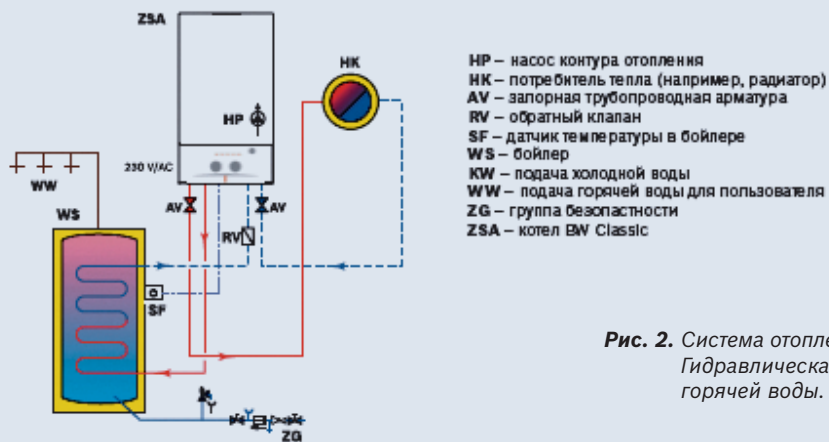 ZSA
HK
HP
230 V/AC
WW
WS
AV
AV
RV
SF
ZG
HP – насос контура отопления
HK – потребитель тепла (например, радиатор)
AV – запорная трубопроводная арматура
RV – обратный клапан
SF – датчик температуры в бойлере
WS – бойлер
KW – подача холодной воды
WW – подача горячей воды для пользователя
ZG – группа безопастности
ZSA – котел BW Classic
Рис. 2. Система отопле
Гидравлическа
горячей воды.